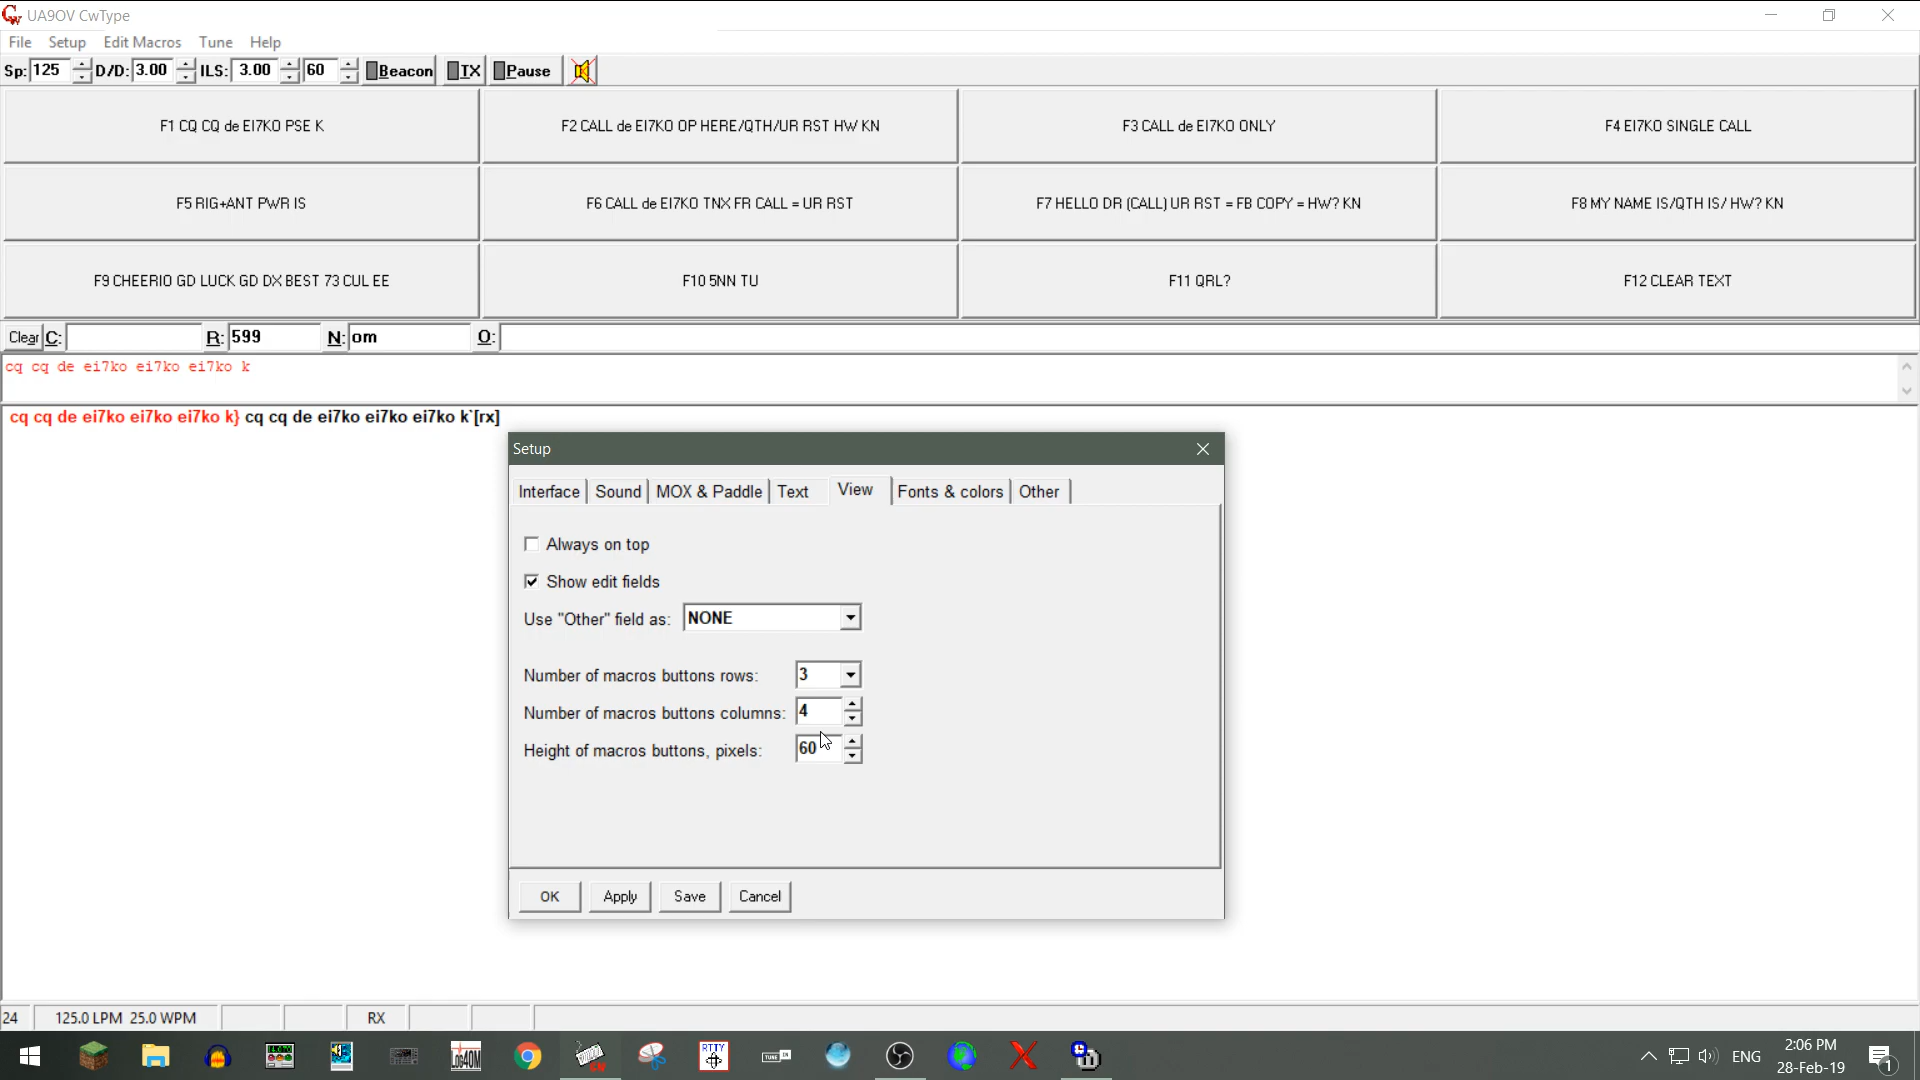 UA9OV CwType
File Setup Edit Macros Tune Help
Sp: 125 D/D: 3.00 ILS: 3.00 60 Beacon TX Pause
F1 CQ CQ de EI7KO PSE K
F2 CALL de EI7KO OP HERE/QTH/UR RST HW KN
F3 CALL de EI7KO ONLY
F4 EI7KO SINGLE CALL
F5 RIG+ANT PWR IS
F6 CALL de EI7KO TNX FR CALL = UR RST
F7 HELLO DR (CALL) UR RST = FB COPY = HW? KN
F8 MY NAME IS/QTH IS/ HW? KN
F9 CHEERIO GD LUCK GD DX BEST 73 CUL EE
F10 5NN TU
F11 QRL?
F12 CLEAR TEXT
Clear C: R: 599 N: om O:
cq cq de ei7ko ei7ko ei7ko k
cq cq de ei7ko ei7ko ei7ko k} cq cq de ei7ko ei7ko ei7ko k`[rx]
Setup
Interface Sound MOX & Paddle Text View Fonts & colors Other
Always on top
Show edit fields
Use "Other" field as: NONE
Number of macros buttons rows: 3
Number of macros buttons columns: 4
Height of macros buttons, pixels: 60
OK Apply Save Cancel
24 125.0 LPM 25.0 WPM RX
Log4OM
CW
RTTY
TUNE
ENG
2:06 PM
28-Feb-19
1